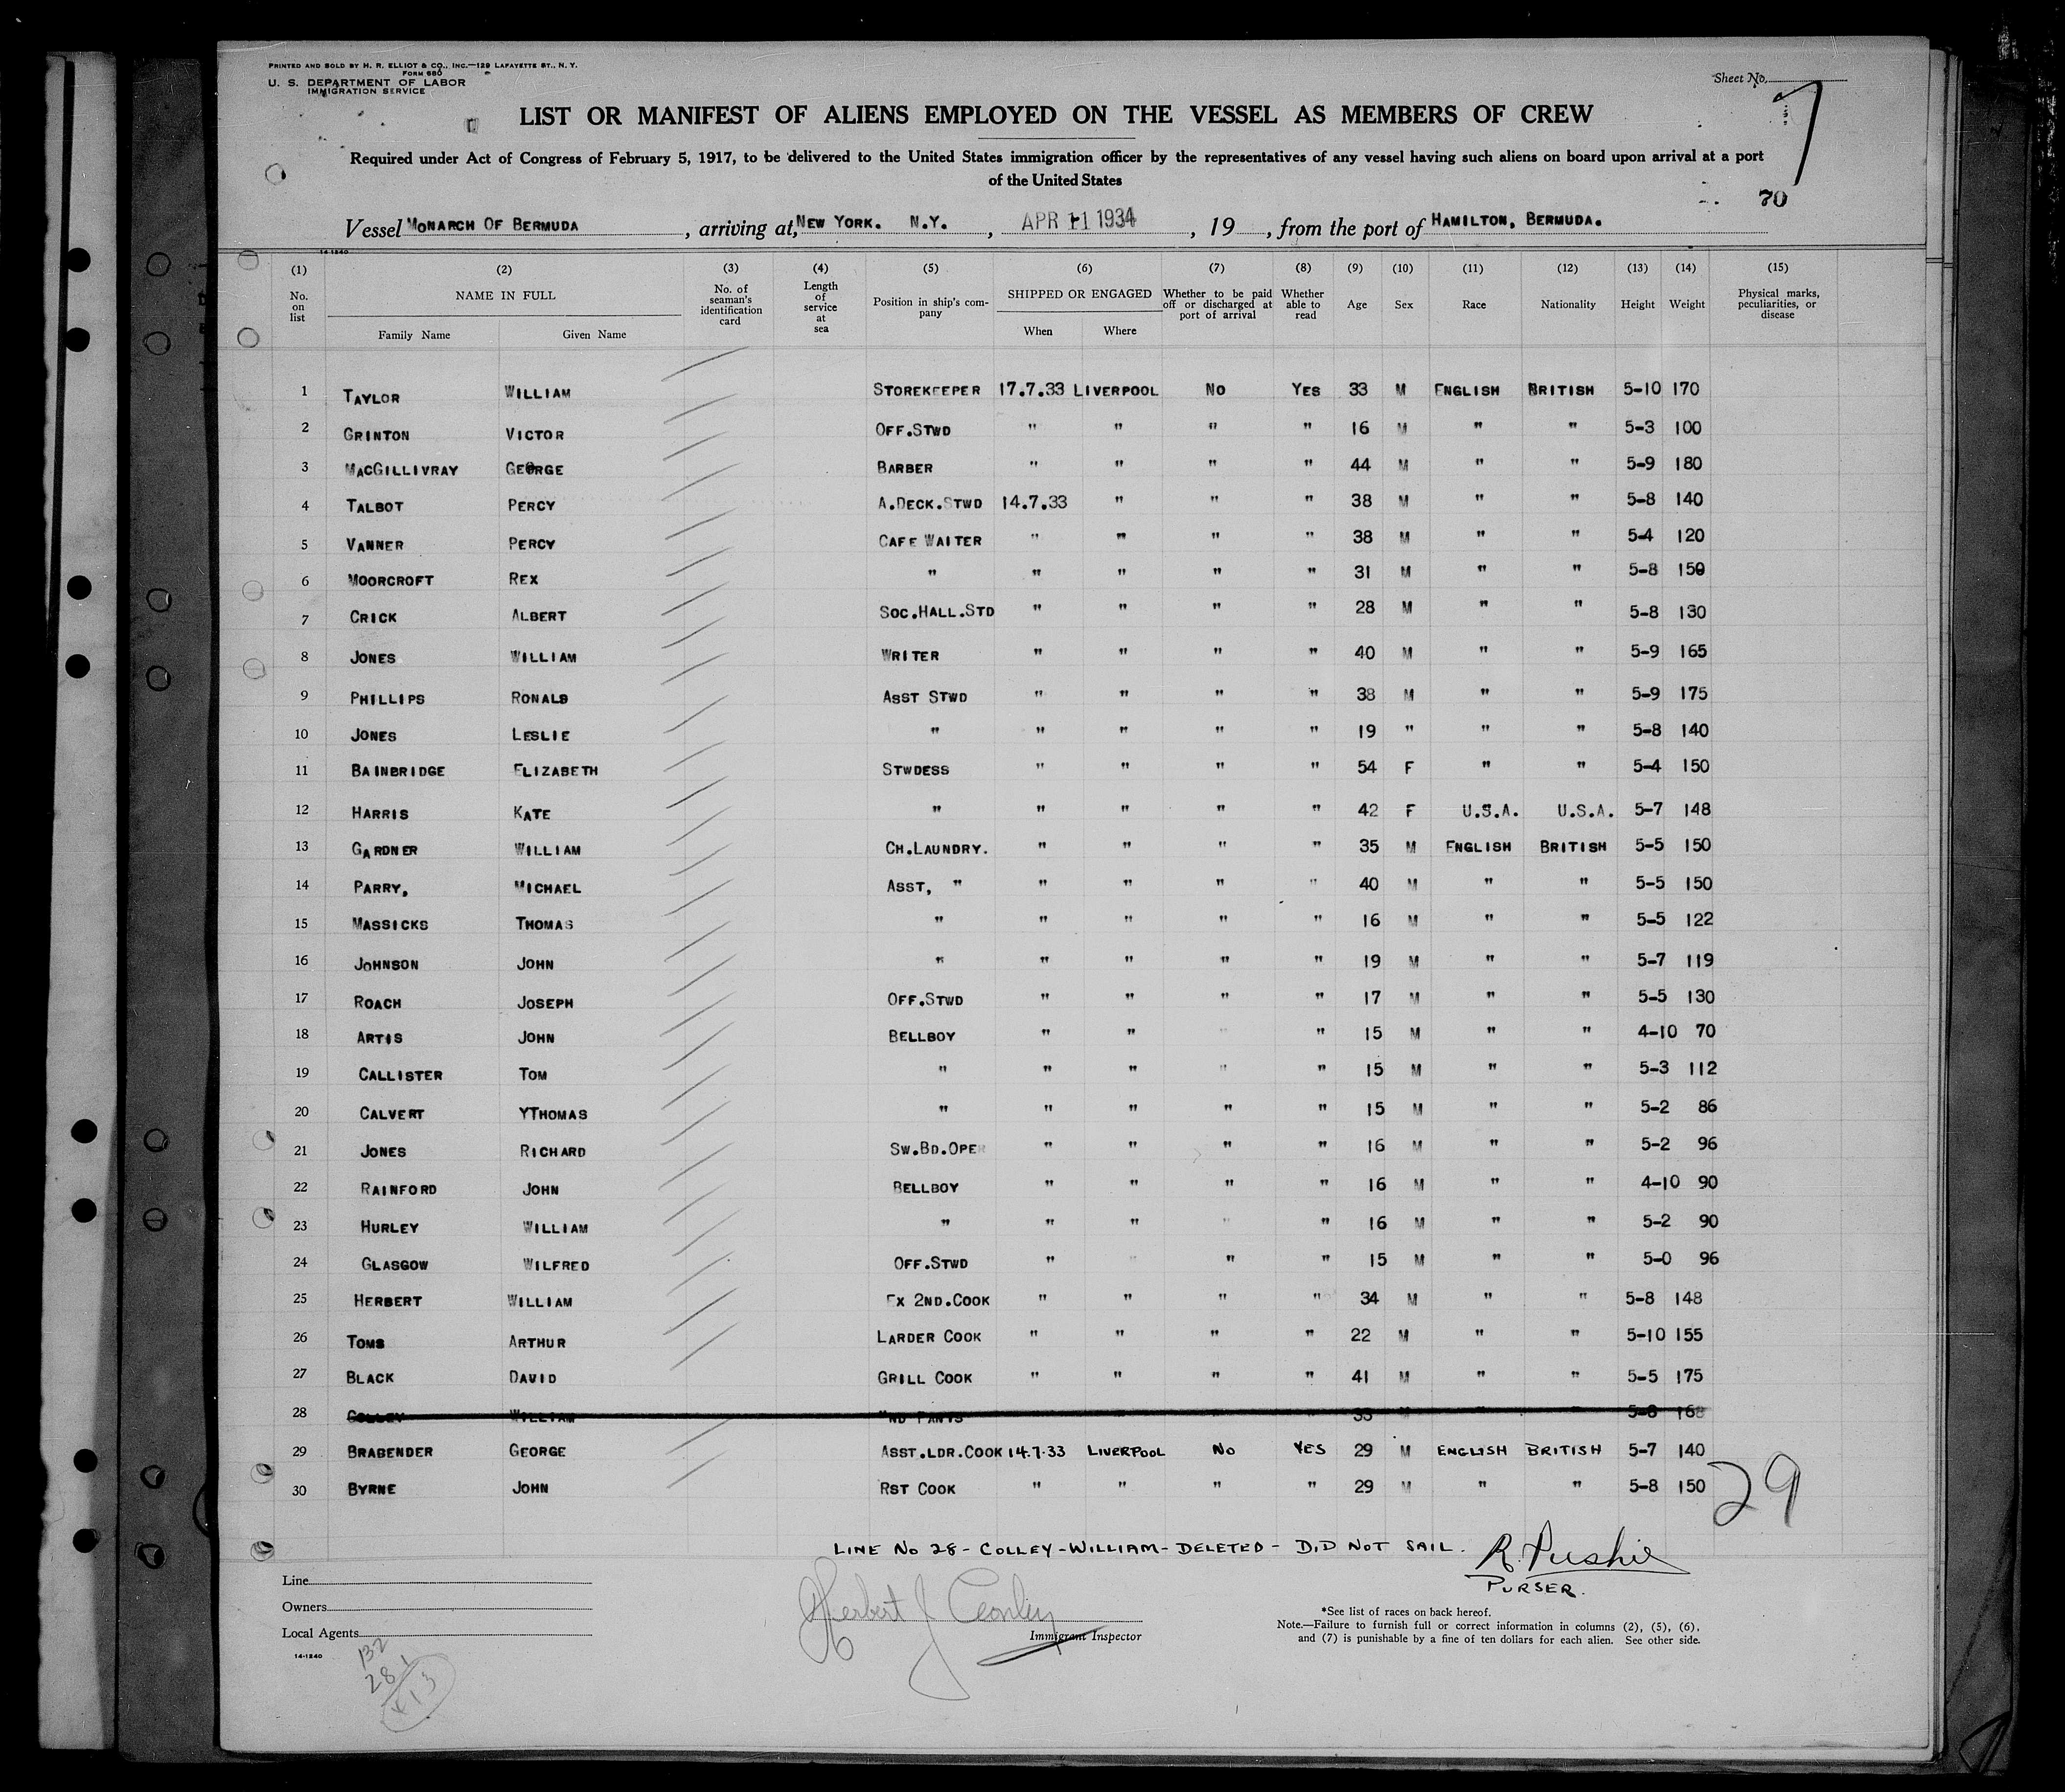 PRINTED AND SOLD BY H. R. ELLIOT & CO., INC.—129 LAFAYETTE ST., N. Y.
FORM 680
U. S. DEPARTMENT OF LABOR
IMMIGRATION SERVICE
Sheet No.
7
LIST OR MANIFEST OF ALIENS EMPLOYED ON THE VESSEL AS MEMBERS OF CREW
Required under Act of Congress of February 5, 1917, to be delivered to the United States immigration officer by the representatives of any vessel having such aliens on board upon arrival at a port
of the United States
70
Vessel MONARCH OF BERMUDA, arriving at, NEW YORK. N.Y., APR 11 1934, 19, from the port of HAMILTON, BERMUDA.
14-1240
(1) (2) (3) (4) (5) (6) (7) (8) (9) (10) (11) (12) (13) (14) (15)
No. on list NAME IN FULL Family Name Given Name No. of seaman's identification card Length of service at sea Position in ship's company SHIPPED OR ENGAGED When Where Whether to be paid off or discharged at port of arrival Whether able to read Age Sex Race Nationality Height Weight Physical marks, peculiarities, or disease
1 TAYLOR WILLIAM STOREKEEPER 17.7.33 LIVERPOOL NO YES 33 M ENGLISH BRITISH 5-10 170
2 GRINTON VICTOR OFF.STWD " " " " 16 M " " 5-3 100
3 MACGILLIVRAY GEORGE BARBER " " " " 44 M " " 5-9 180
4 TALBOT PERCY A.DECK.STWD 14.7.33 " " " 38 M " " 5-8 140
5 VANNER PERCY CAFE WAITER " " " " 38 M " " 5-4 120
6 MOORCROFT REX " " " " " 31 M " " 5-8 150
7 CRICK ALBERT SOC.HALL.STD " " " " 28 M " " 5-8 130
8 JONES WILLIAM WRITER " " " " 40 M " " 5-9 165
9 PHILLIPS RONALD ASST STWD " " " " 38 M " " 5-9 175
10 JONES LESLIE " " " " " 19 " " " 5-8 140
11 BAINBRIDGE ELIZABETH STWDESS " " " " 54 F " " 5-4 150
12 HARRIS KATE " " " " " 42 F U.S.A. U.S.A. 5-7 148
13 GARDNER WILLIAM CH.LAUNDRY. " " " " 35 M ENGLISH BRITISH 5-5 150
14 PARRY, MICHAEL ASST, " " " " " 40 M " " 5-5 150
15 MASSICKS THOMAS " " " " " 16 M " " 5-5 122
16 JOHNSON JOHN " " " " " 19 M " " 5-7 119
17 ROACH JOSEPH OFF.STWD " " " " 17 M " " 5-5 130
18 ARTIS JOHN BELLBOY " " " " 15 M " " 4-10 70
19 CALLISTER TOM " " " " " 15 M " " 5-3 112
20 CALVERT YTHOMAS " " " " " 15 M " " 5-2 86
21 JONES RICHARD SW.BD.OPER " " " " 16 M " " 5-2 96
22 RAINFORD JOHN BELLBOY " " " " 16 M " " 4-10 90
23 HURLEY WILLIAM " " " " " 16 M " " 5-2 90
24 GLASGOW WILFRED OFF.STWD " " " " 15 M " " 5-0 96
25 HERBERT WILLIAM EX 2ND.COOK " " " " 34 M " " 5-8 148
26 TOMS ARTHUR LARDER COOK " " " " 22 M " " 5-10 155
27 BLACK DAVID GRILL COOK " " " " 41 M " " 5-5 175
28 COLLEY WILLIAM 33 5-8 168
29 BRABENDER GEORGE ASST.LDR.COOK 14.7.33 LIVERPOOL NO YES 29 M ENGLISH BRITISH 5-7 140
30 BYRNE JOHN RST COOK " " " " 29 M " " 5-8 150
29
LINE NO 28 - COLLEY - WILLIAM - DELETED - DID NOT SAIL.
PURSER.
Line
Owners
Local Agents
Herbert J
Immigrant Inspector
*See list of races on back hereof.
Note.—Failure to furnish full or correct information in columns (2), (5), (6),
and (7) is punishable by a fine of ten dollars for each alien. See other side.
14-1240
132
281